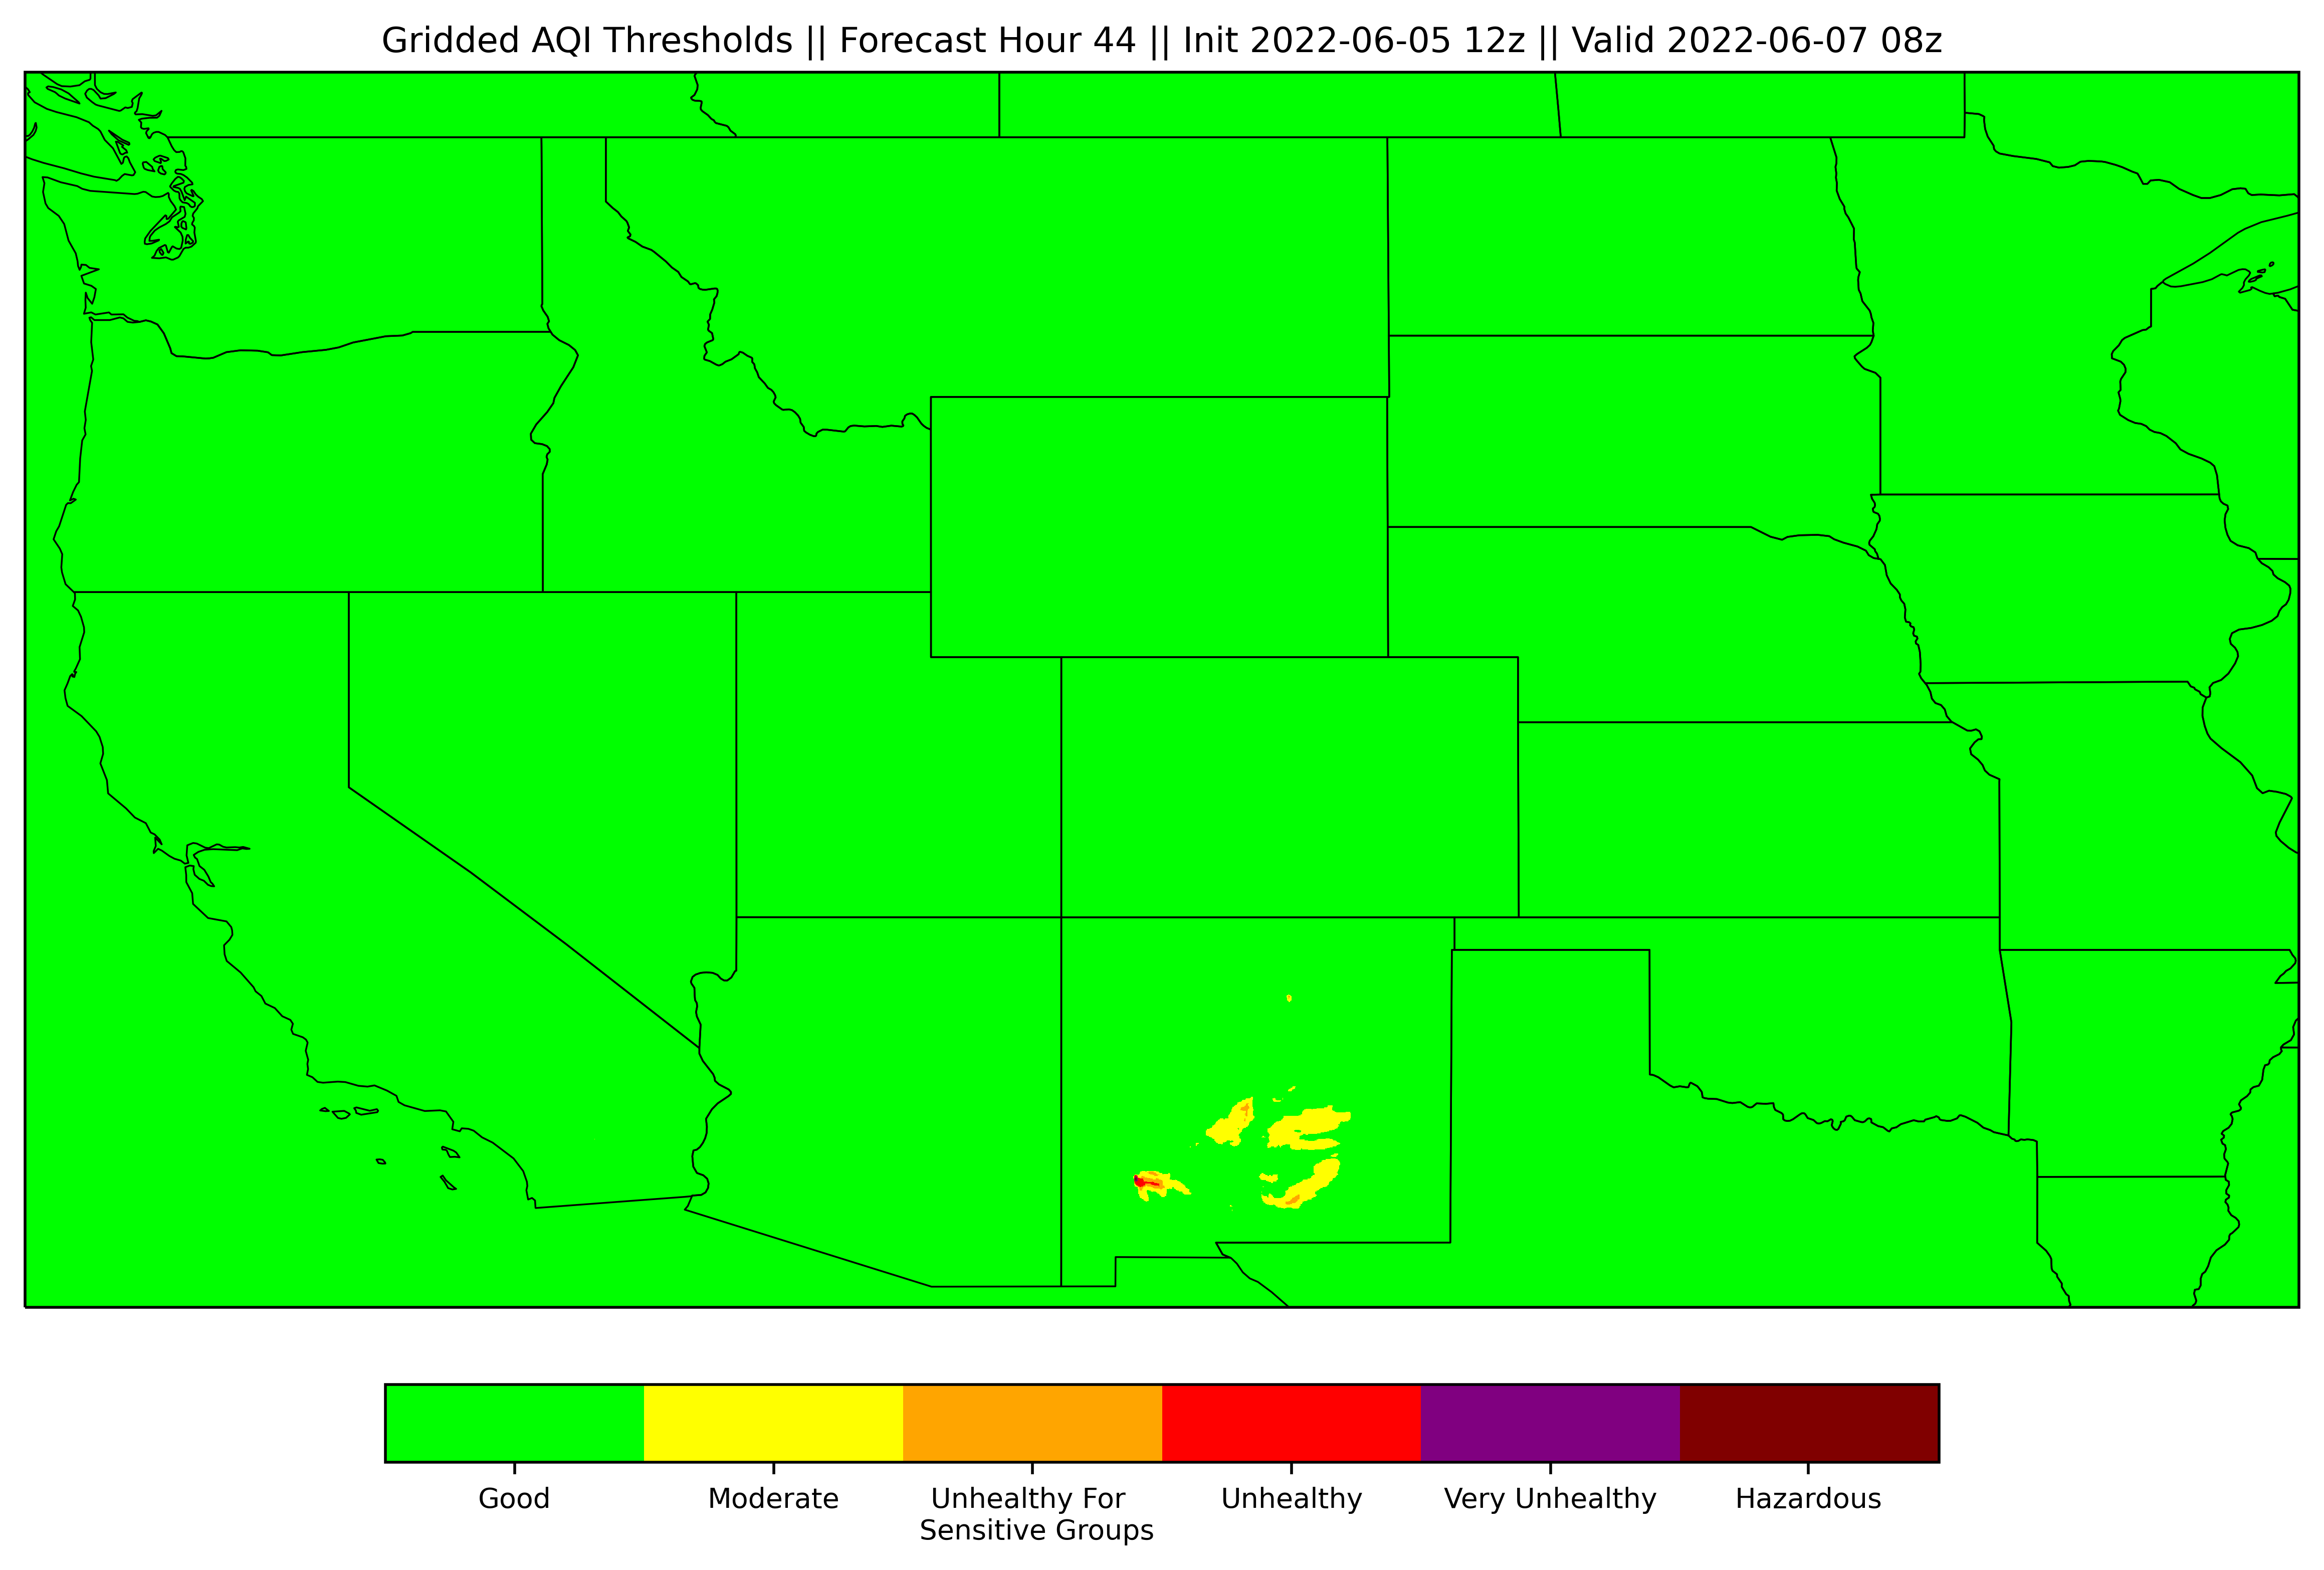 Gridded AQI Thresholds || Forecast Hour 44 || Init 2022-06-05 12z || Valid 2022-06-07 08z
Good
Moderate
Unhealthy For
Sensitive Groups
Unhealthy
Very Unhealthy
Hazardous